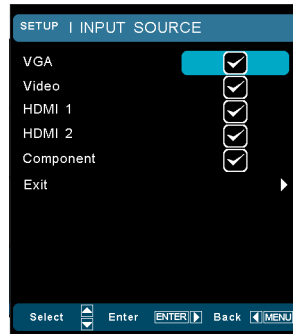 SETUP | INPUT SOURCE
VGA
Video
HDMI 1
HDMI 2
Component
Exit
Select Enter ENTER Back MENU